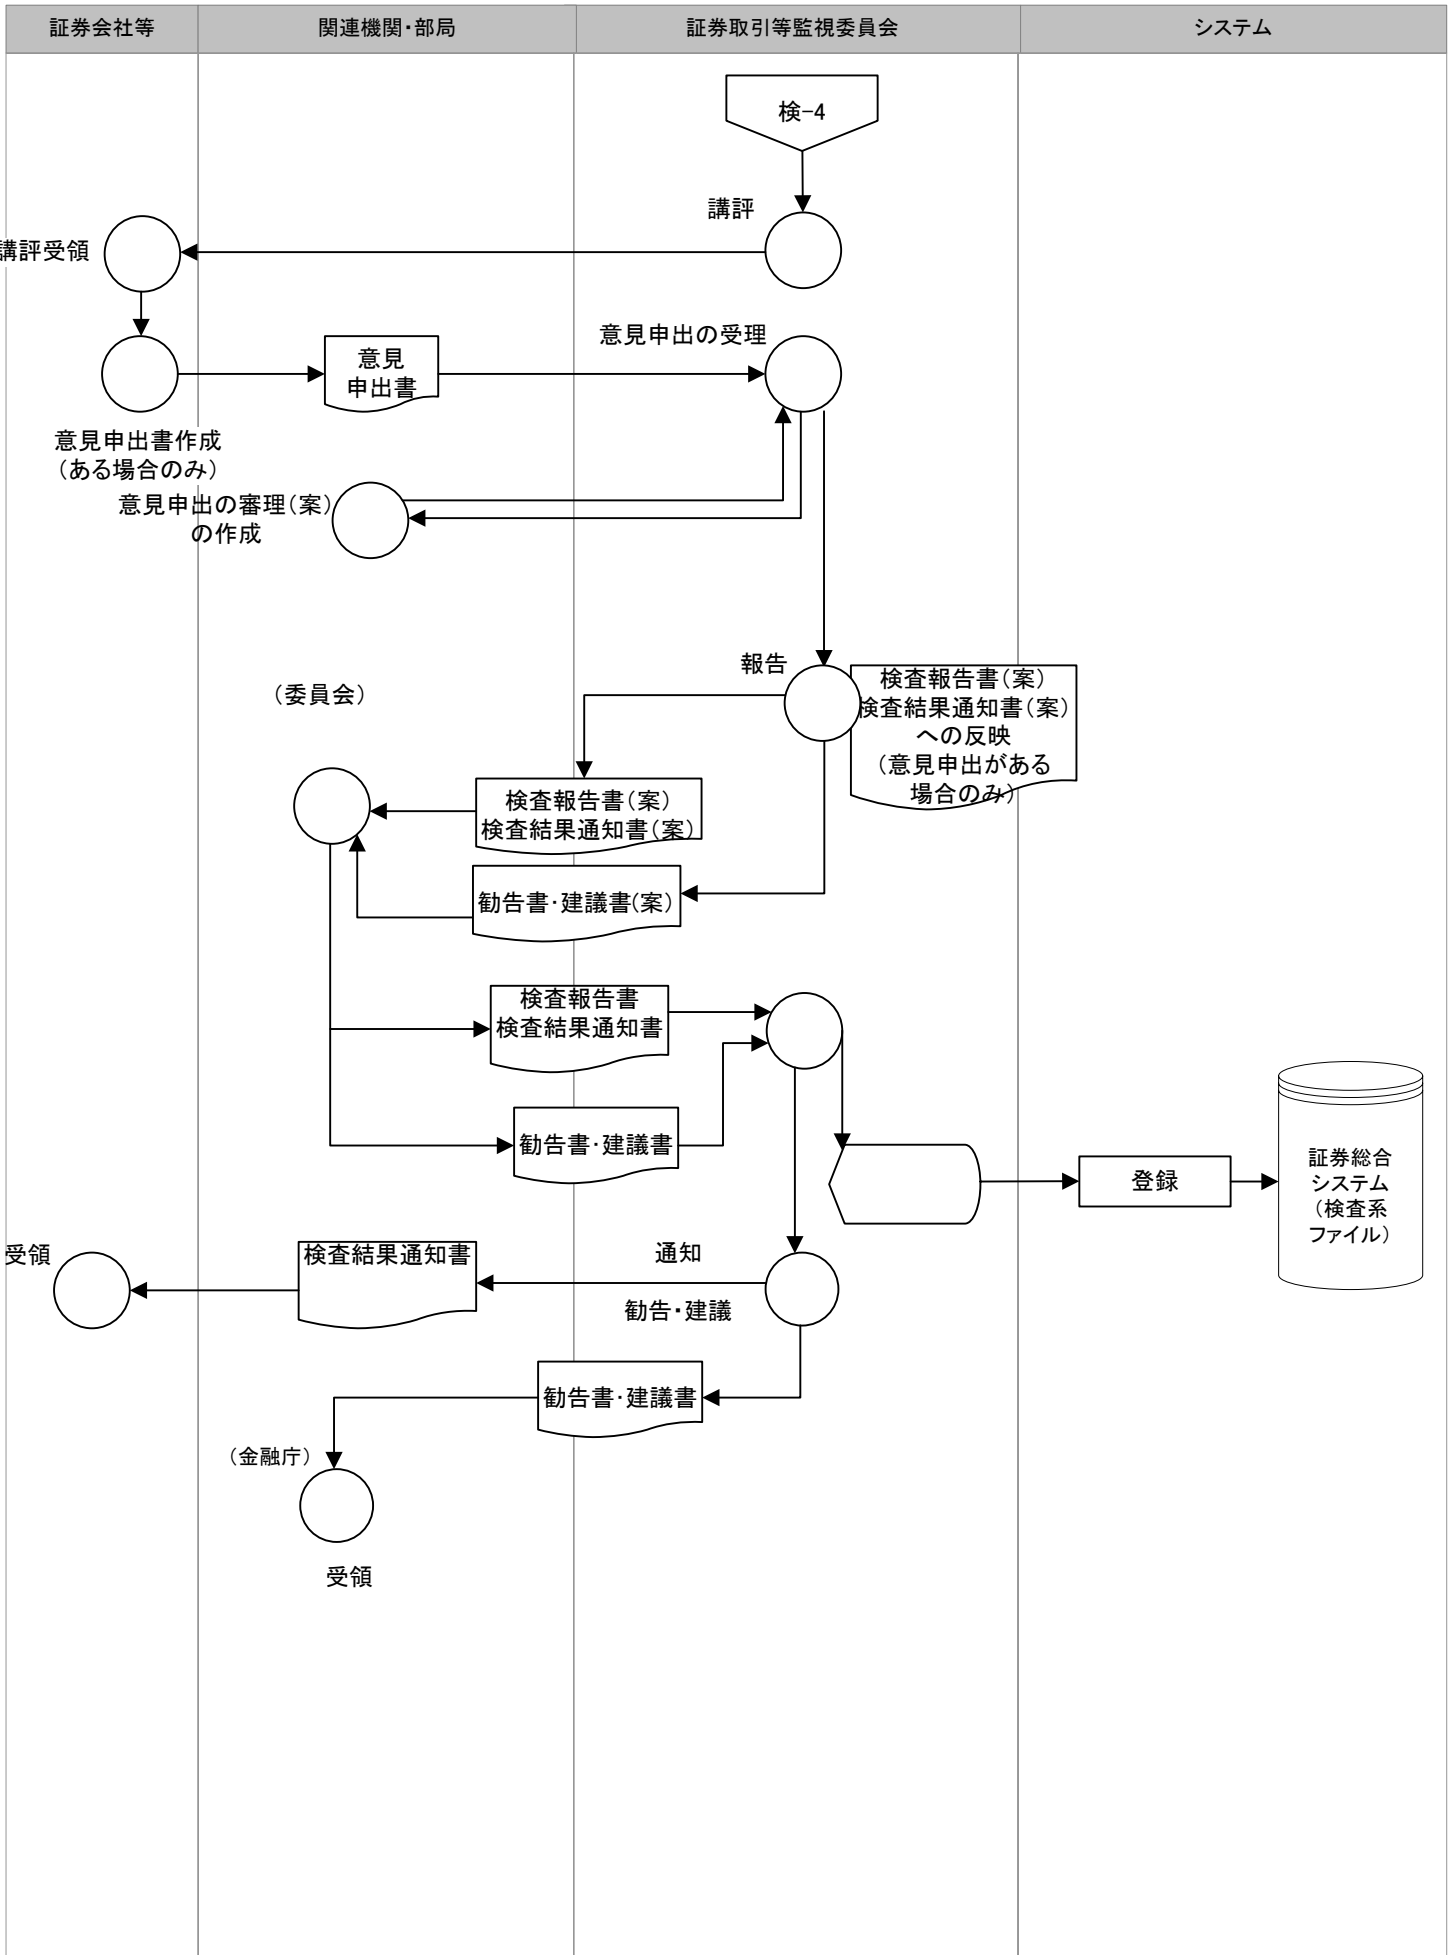 証券会社等
関連機関・部局
証券取引等監視委員会
システム
検-4
講評
講評受領
意見申出の受理
意見
申出書
意見申出書作成
（ある場合のみ）
意見申出の審理（案）
の作成
報告
検査報告書（案）
検査結果通知書（案）
への反映
（意見申出がある
場合のみ）
（委員会）
検査報告書（案）
検査結果通知書（案）
勧告書･建議書（案）
検査報告書
検査結果通知書
勧告書･建議書
登録
証券総合
システム
（検査系
ファイル）
受領
検査結果通知書
通知
勧告・建議
勧告書･建議書
（金融庁）
受領